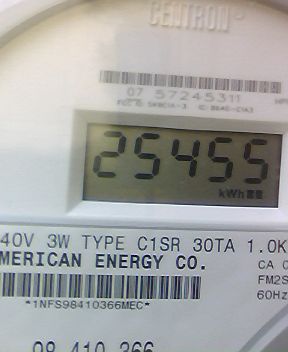 CENTRON
07 57245311
25455
kWh
40V 3W TYPE C1SR 30TA 1.0K
MERICAN ENERGY CO.
CA 0
FM2S
60Hz
*1NFS98410366MEC*
98 410 366